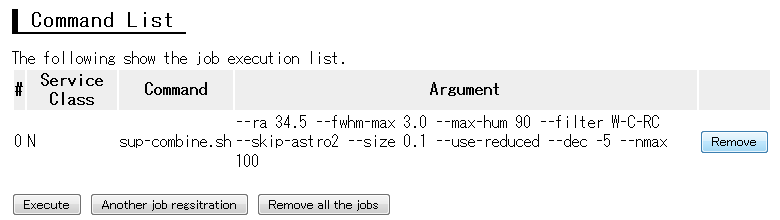 Command List
The following show the job execution list.
# Service Class Command Argument
0 N sup-combine.sh --ra 34.5 --fwhm-max 3.0 --max-hum 90 --filter W-C-RC
--skip-astro2 --size 0.1 --use-reduced --dec -5 --nmax
100
Remove
Execute Another job regsitration Remove all the jobs